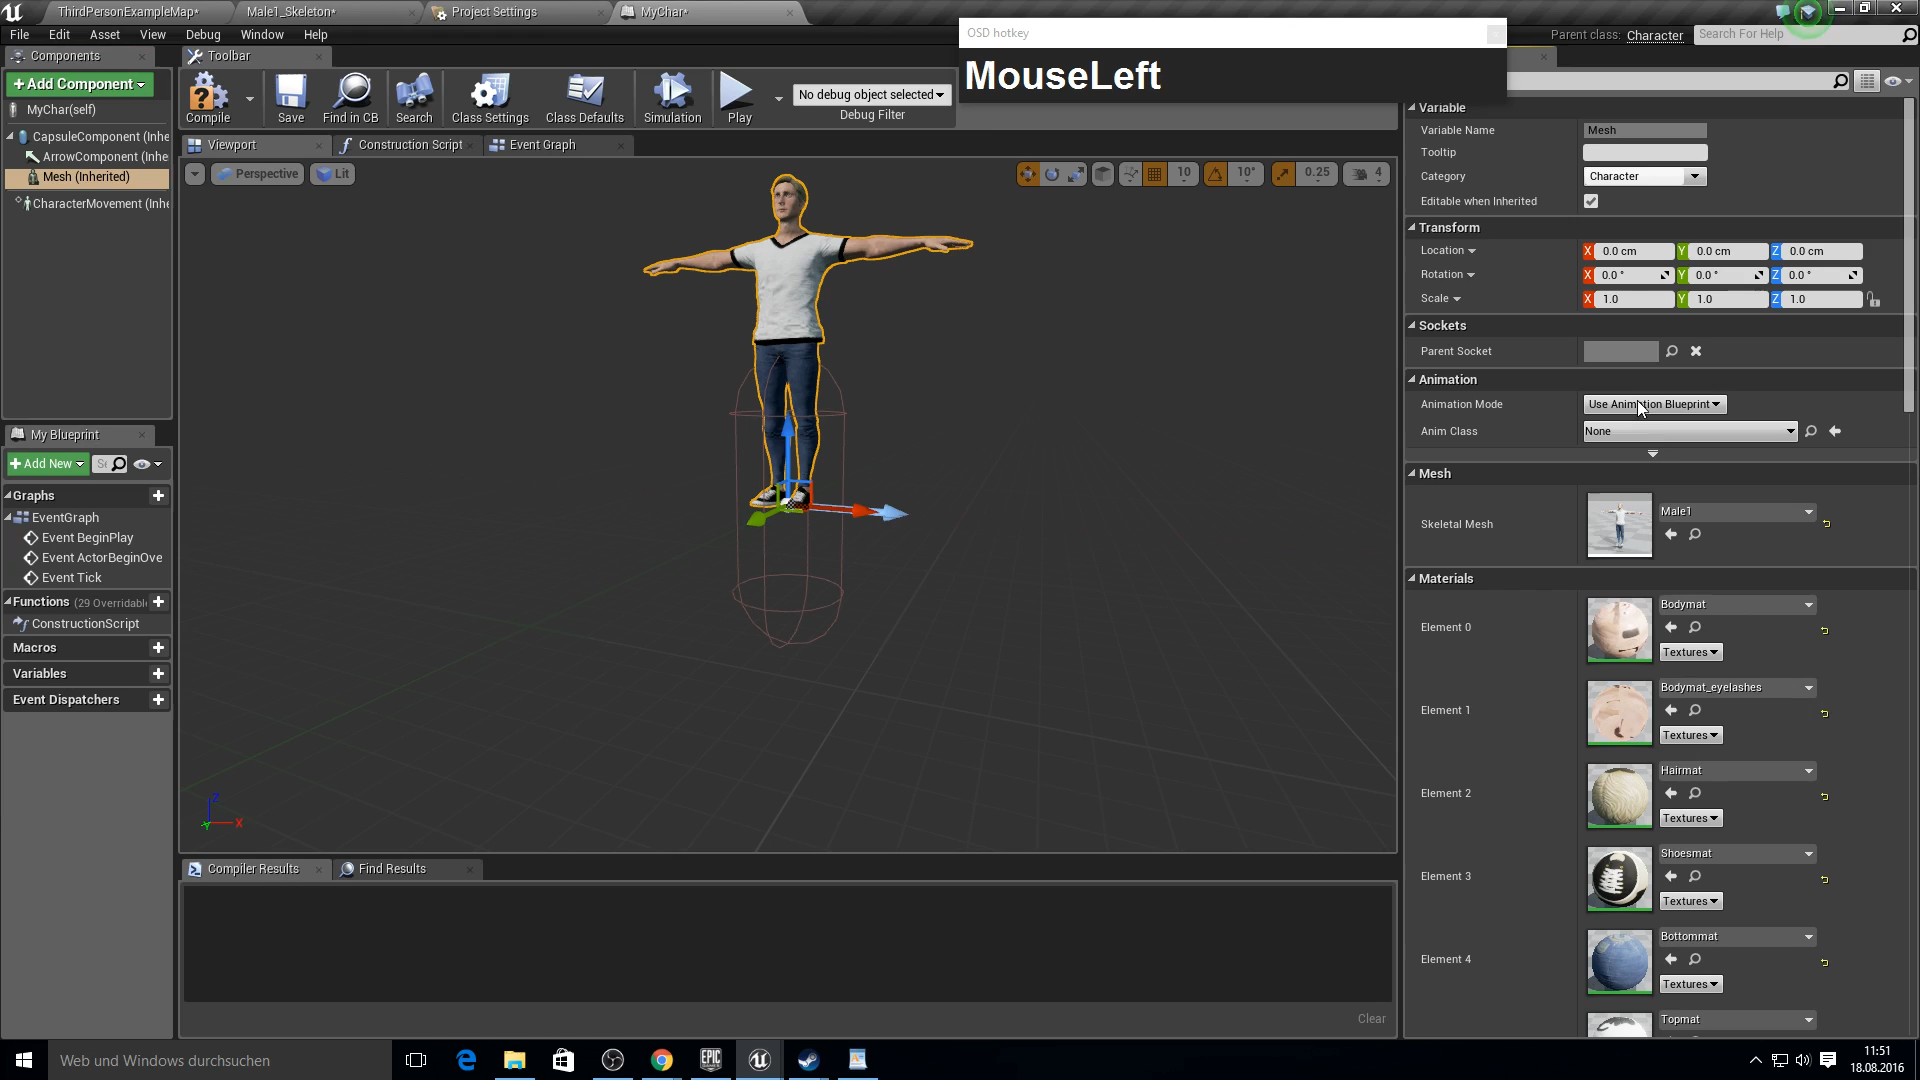 ThirdPersonExampleMap*
Male1_Skeleton*
Project Settings
MyChar*
File Edit Asset View Debug Window Help
OSD hotkey
MouseLeft
Parent class: Character
Search For Help
Components
Toolbar
Add Component
MyChar(self)
CapsuleComponent (Inhe
ArrowComponent (Inhe
Mesh (Inherited)
CharacterMovement (Inhe
Compile
Save
Find in CB
Search
Class Settings
Class Defaults
Simulation
Play
No debug object selected
Debug Filter
Viewport
Construction Script
Event Graph
Perspective
Lit
10
10°
0.25
4
X
Z
My Blueprint
Add New
Graphs
EventGraph
Event BeginPlay
Event ActorBeginOve
Event Tick
Functions (29 Overridabl
ConstructionScript
Macros
Variables
Event Dispatchers
Compiler Results
Find Results
Clear
Variable
Variable Name Mesh
Tooltip
Category Character
Editable when Inherited
Transform
Location X 0.0 cm Y 0.0 cm Z 0.0 cm
Rotation X 0.0 ° Y 0.0 ° Z 0.0 °
Scale X 1.0 Y 1.0 Z 1.0
Sockets
Parent Socket
Animation
Animation Mode Use Animation Blueprint
Anim Class None
Mesh
Skeletal Mesh Male1
Materials
Element 0 Bodymat
Textures
Element 1 Bodymat_eyelashes
Textures
Element 2 Hairmat
Textures
Element 3 Shoesmat
Textures
Element 4 Bottommat
Textures
Topmat
Web und Windows durchsuchen
EPIC
11:51
18.08.2016